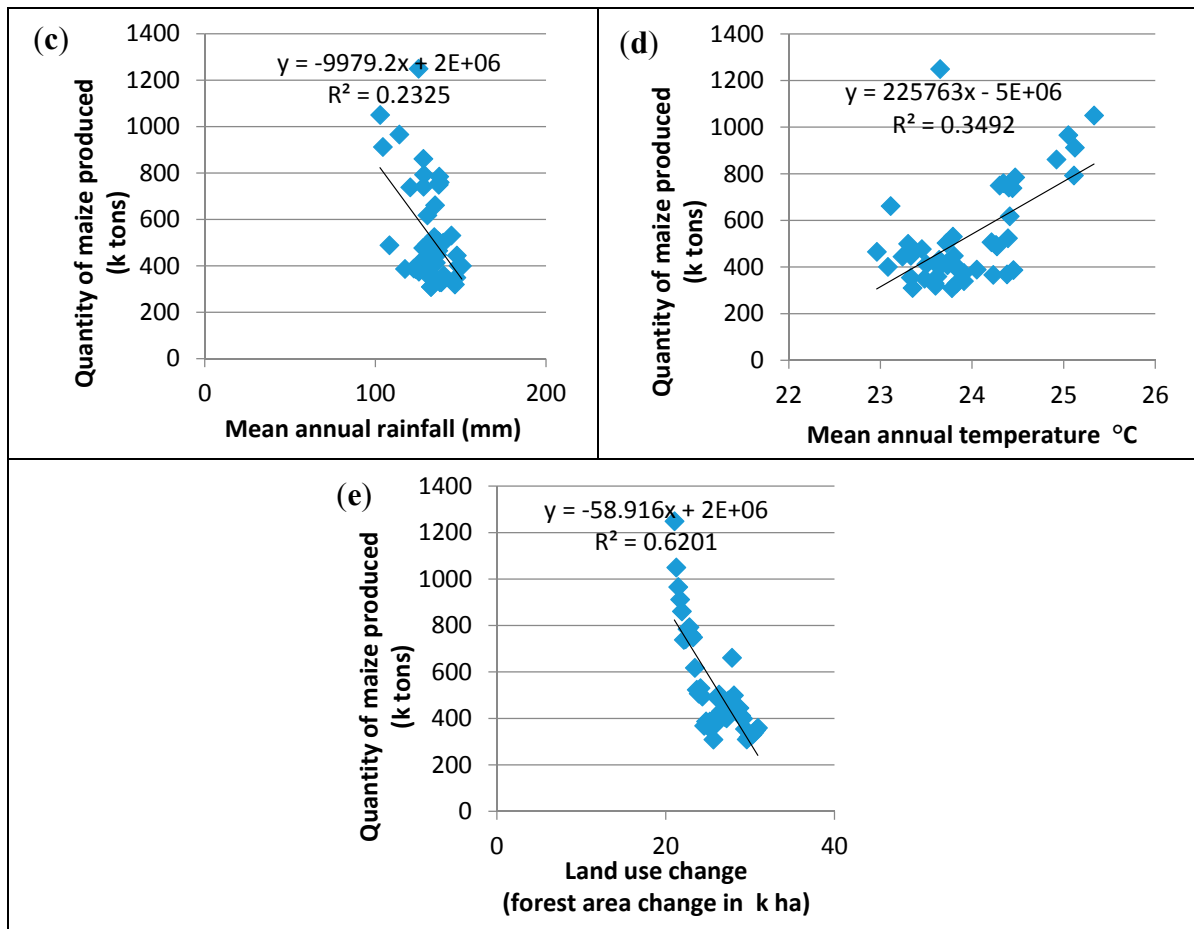 (c)
1400
1200
1000
800
600
400
200
0
y = -9979.2x + 2E+06
R² = 0.2325
0 100 200
Quantity of maize produced
(k tons)
Mean annual rainfall (mm)
(d)
1400
1200
1000
800
600
400
200
0
y = 225763x - 5E+06
R² = 0.3492
22 23 24 25 26
Quantity of maize produced
(k tons)
Mean annual temperature °C
(e)
1400
1200
1000
800
600
400
200
0
y = -58.916x + 2E+06
R² = 0.6201
0 20 40
Quantity of maize produced
(k tons)
Land use change
(forest area change in k ha)